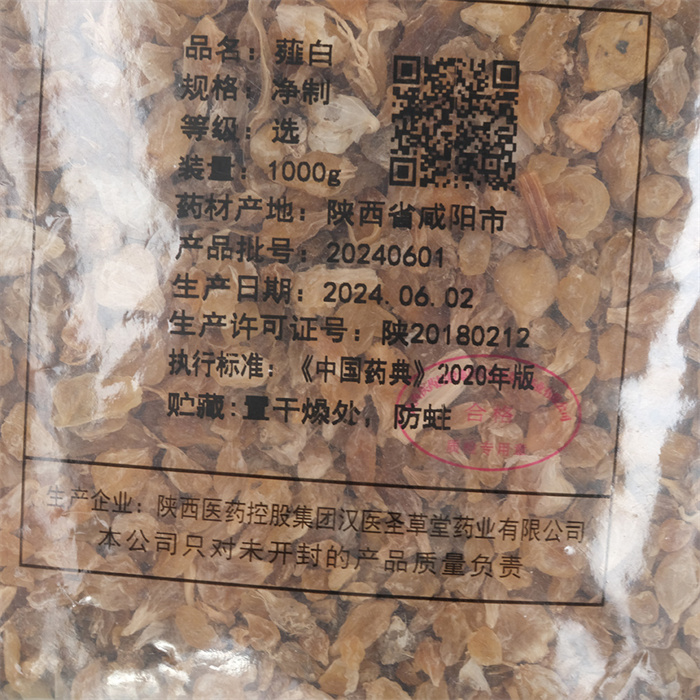 品名：薤白
规格：净制
等级：选
装量：1000g
药材产地：陕西省咸阳市
产品批号：20240601
生产日期：2024.06.02
生产许可证号：陕20180212
执行标准：《中国药典》2020年版
贮藏：置干燥处，防蛀
合格
专用章
生产企业：陕西医药控股集团汉医圣草堂药业有限公司
本公司只对未开封的产品质量负责